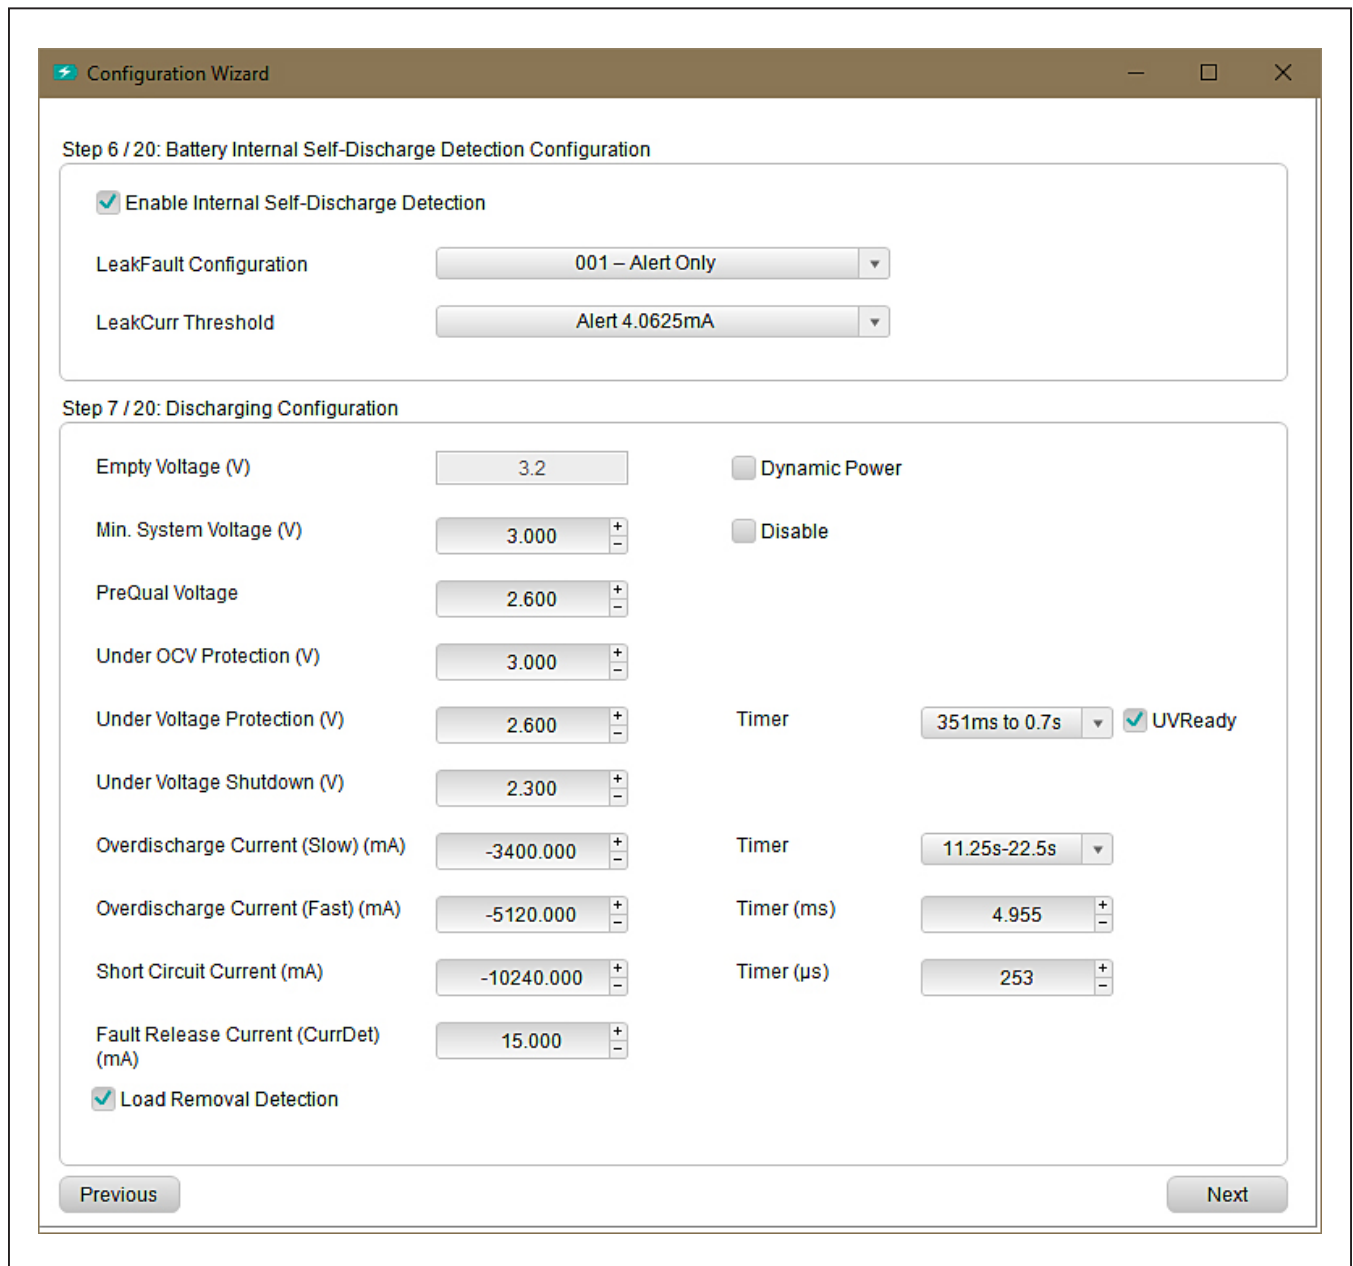 Configuration Wizard
Step 6 / 20: Battery Internal Self-Discharge Detection Configuration
Enable Internal Self-Discharge Detection
LeakFault Configuration 001 – Alert Only
LeakCurr Threshold Alert 4.0625mA
Step 7 / 20: Discharging Configuration
Empty Voltage (V) 3.2 Dynamic Power
Min. System Voltage (V) 3.000 Disable
PreQual Voltage 2.600
Under OCV Protection (V) 3.000
Under Voltage Protection (V) 2.600 Timer 351ms to 0.7s UVReady
Under Voltage Shutdown (V) 2.300
Overdischarge Current (Slow) (mA) -3400.000 Timer 11.25s-22.5s
Overdischarge Current (Fast) (mA) -5120.000 Timer (ms) 4.955
Short Circuit Current (mA) -10240.000 Timer (µs) 253
Fault Release Current (CurrDet) 15.000
(mA)
Load Removal Detection
Previous Next